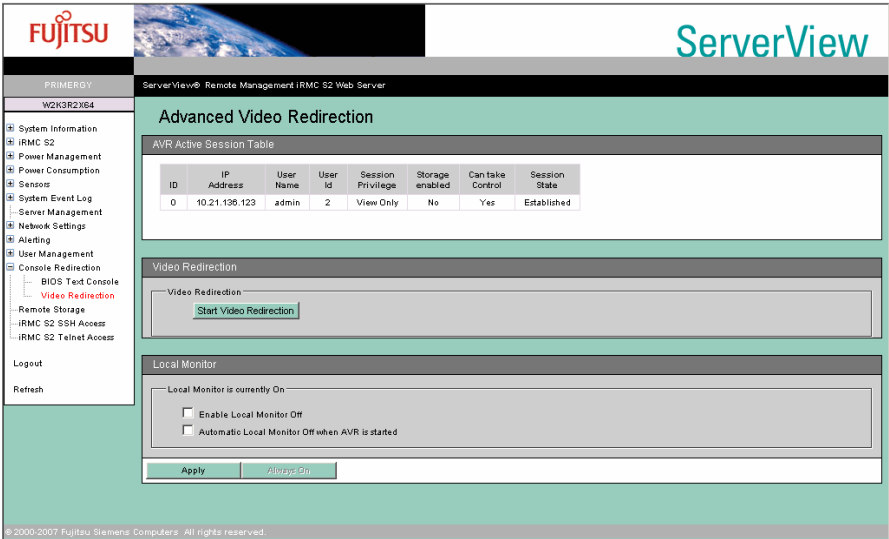 FUJITSU
ServerView
PRIMERGY
ServerView® Remote Management iRMC S2 Web Server
W2K3R2X64
System Information
iRMC S2
Power Management
Power Consumption
Sensors
System Event Log
Server Management
Network Settings
Alerting
User Management
Console Redirection
BIOS Text Console
Video Redirection
Remote Storage
iRMC S2 SSH Access
iRMC S2 Telnet Access
Logout
Refresh
Advanced Video Redirection
AVR Active Session Table
ID IP Address User Name User Id Session Privilege Storage enabled Can take Control Session State
0 10.21.136.123 admin 2 View Only No Yes Established
Video Redirection
Video Redirection
Start Video Redirection
Local Monitor
Local Monitor is currently On
Enable Local Monitor Off
Automatic Local Monitor Off when AVR is started
Apply Always On
© 2000-2007 Fujitsu Siemens Computers All rights reserved.